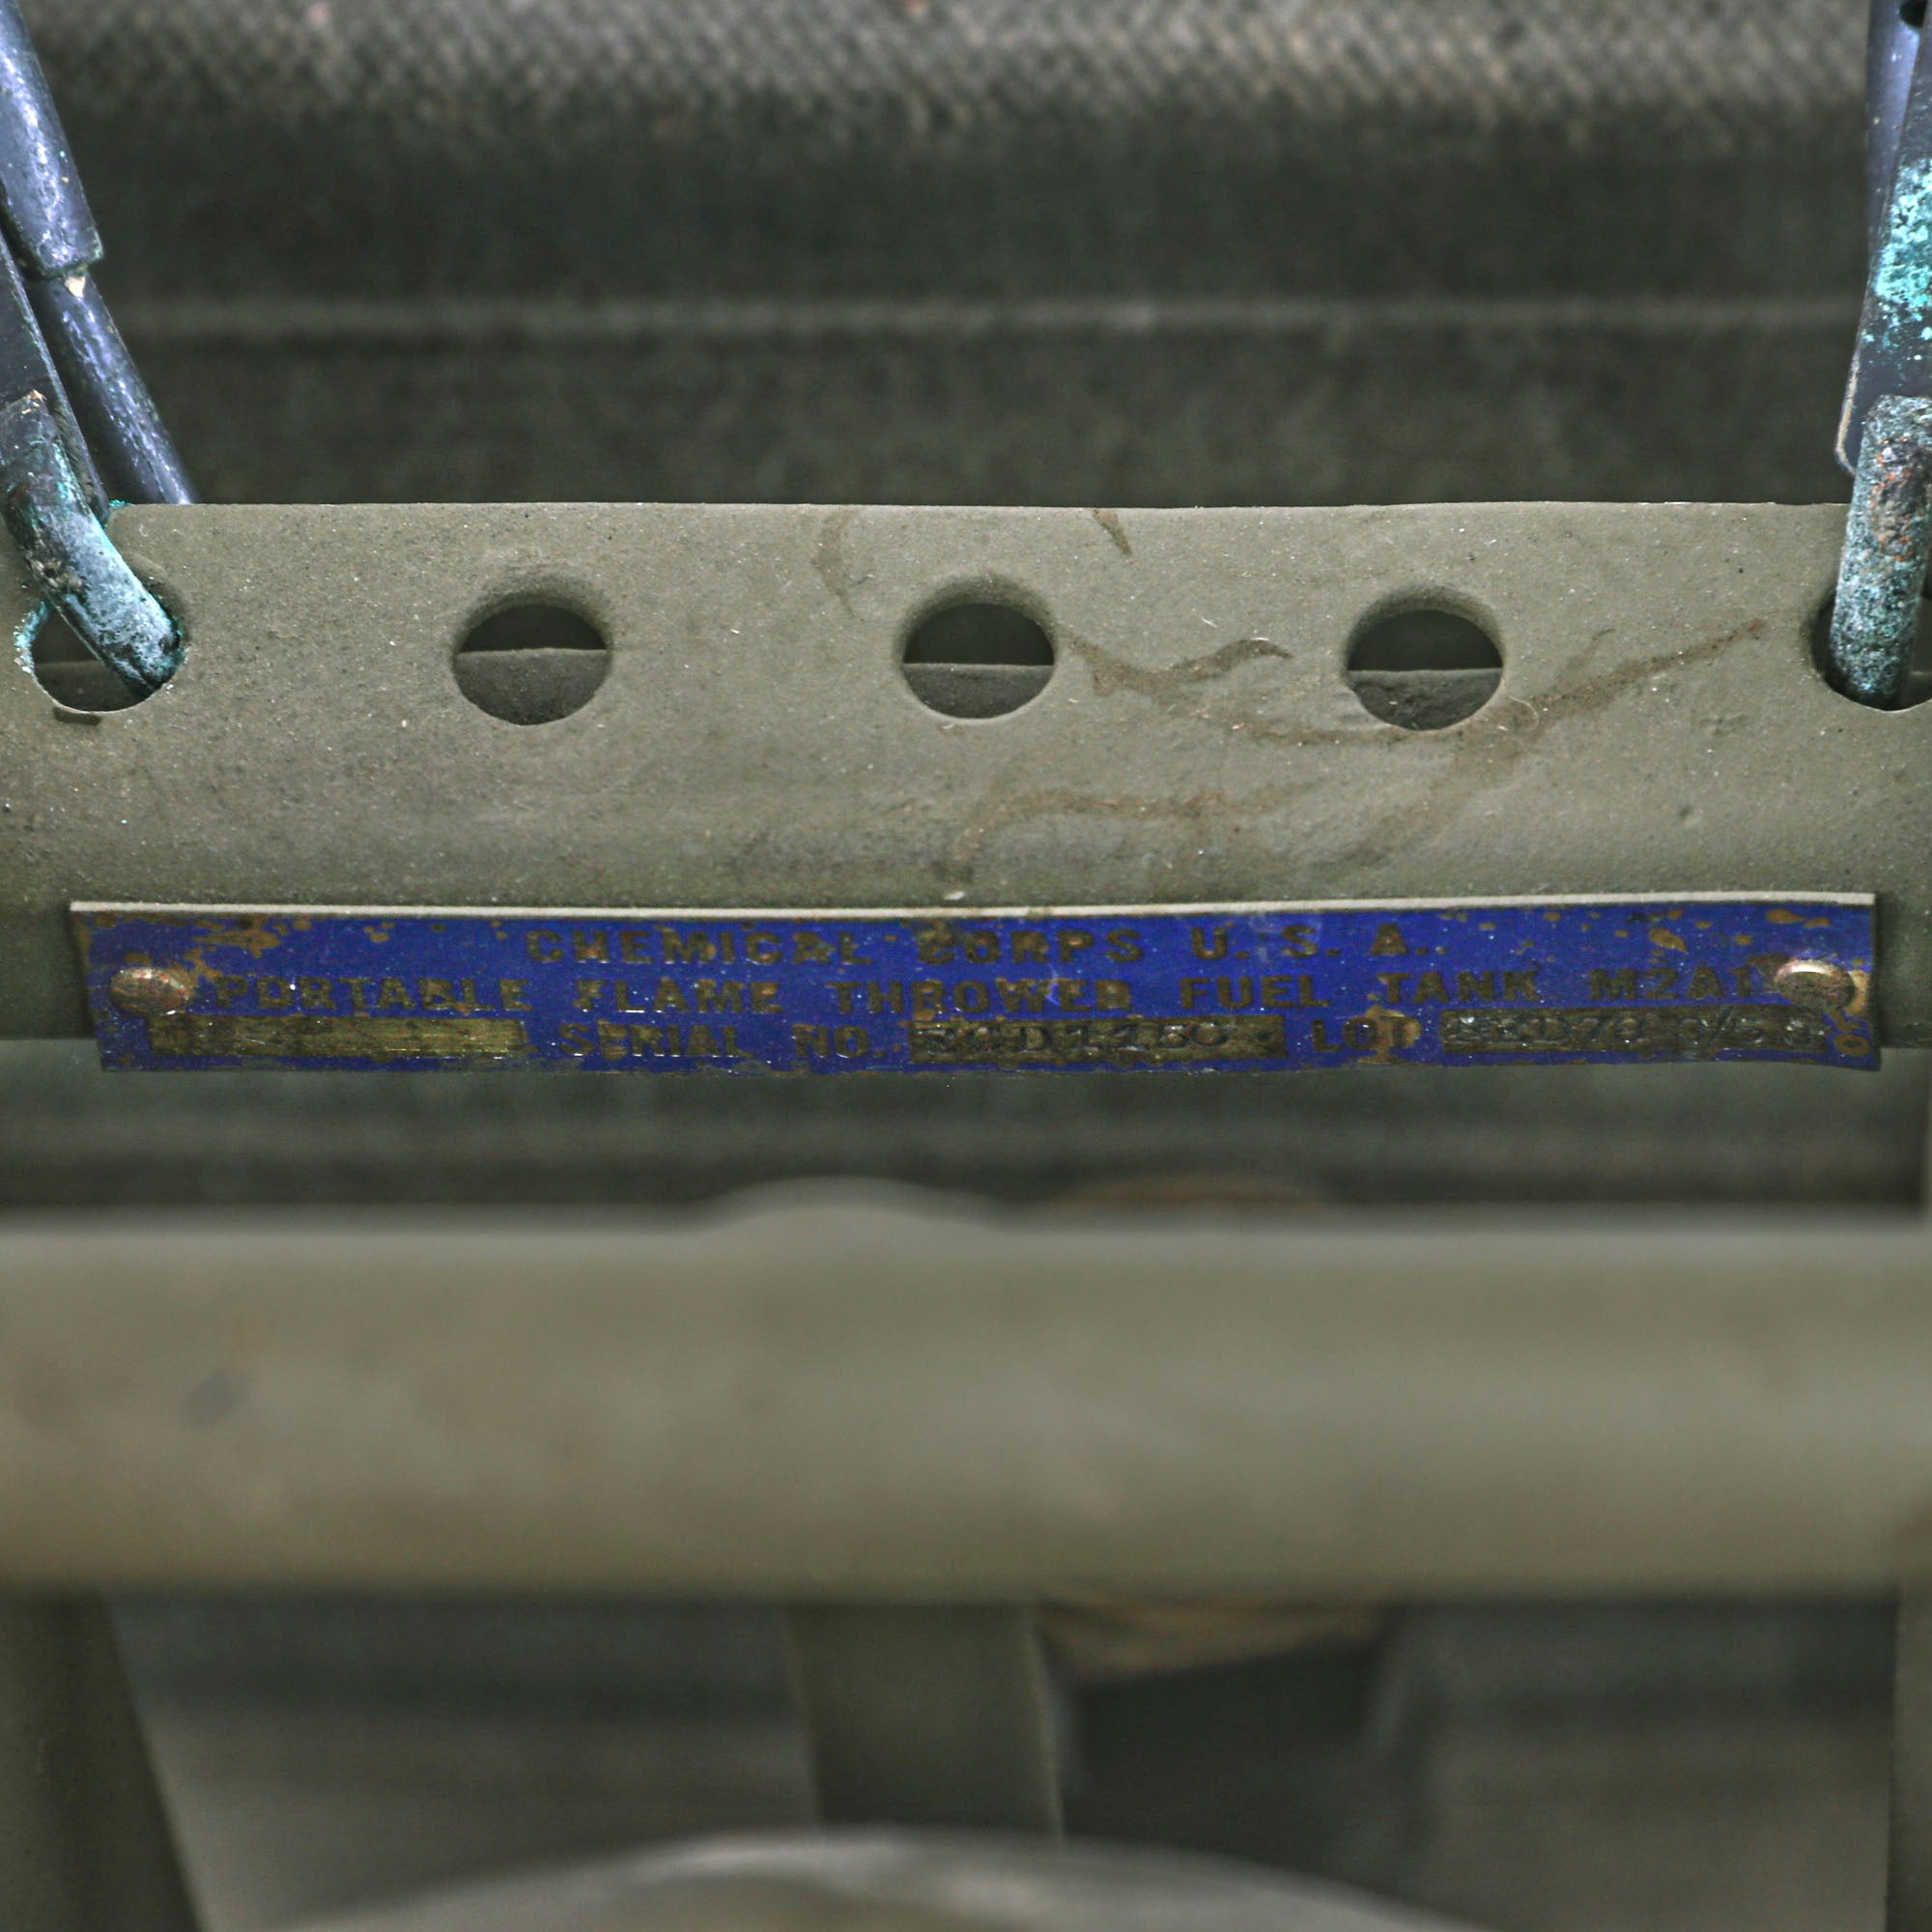 CHEMICAL CORPS U. S. A.
PORTABLE FLAME THROWER FUEL TANK M2A1
SERIAL NO. LOT